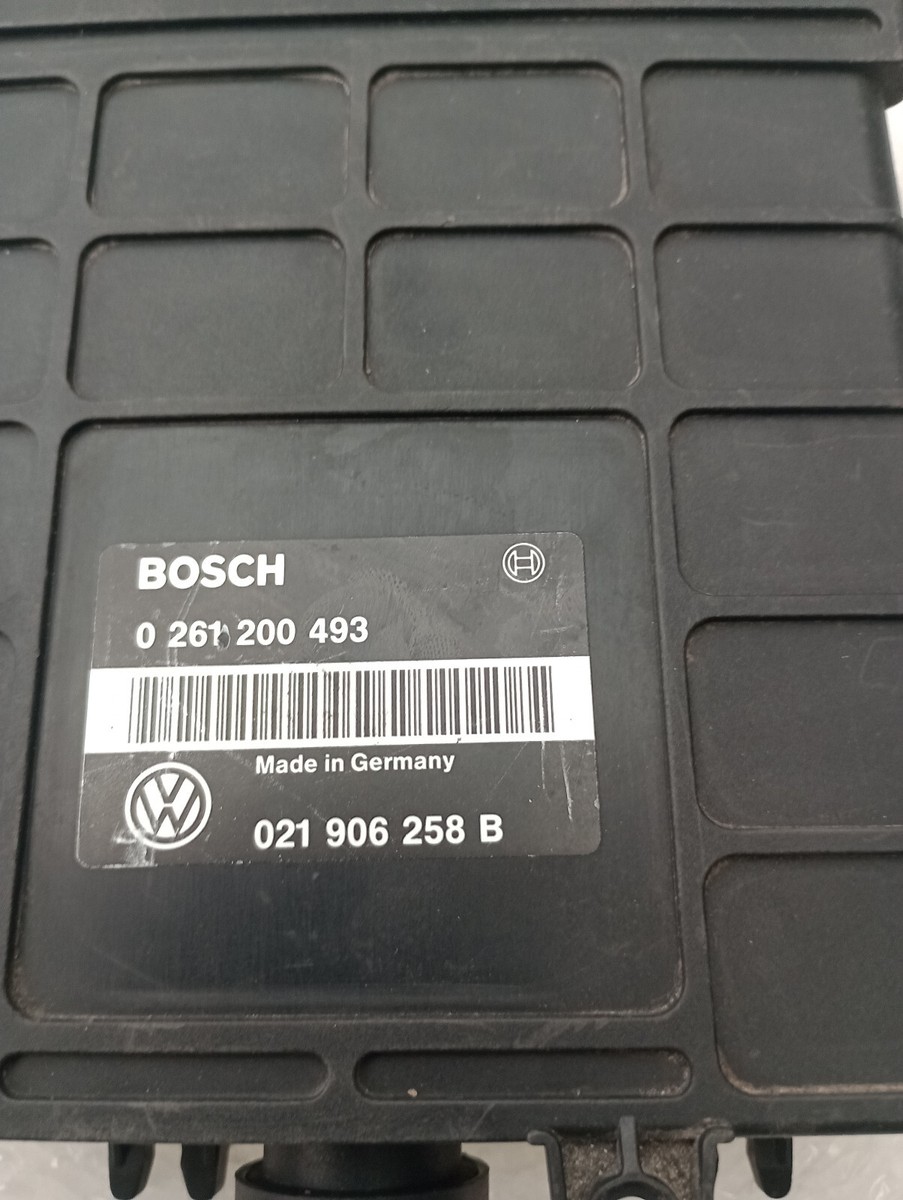 BOSCH
0 261 200 493
Made in Germany
021 906 258 B